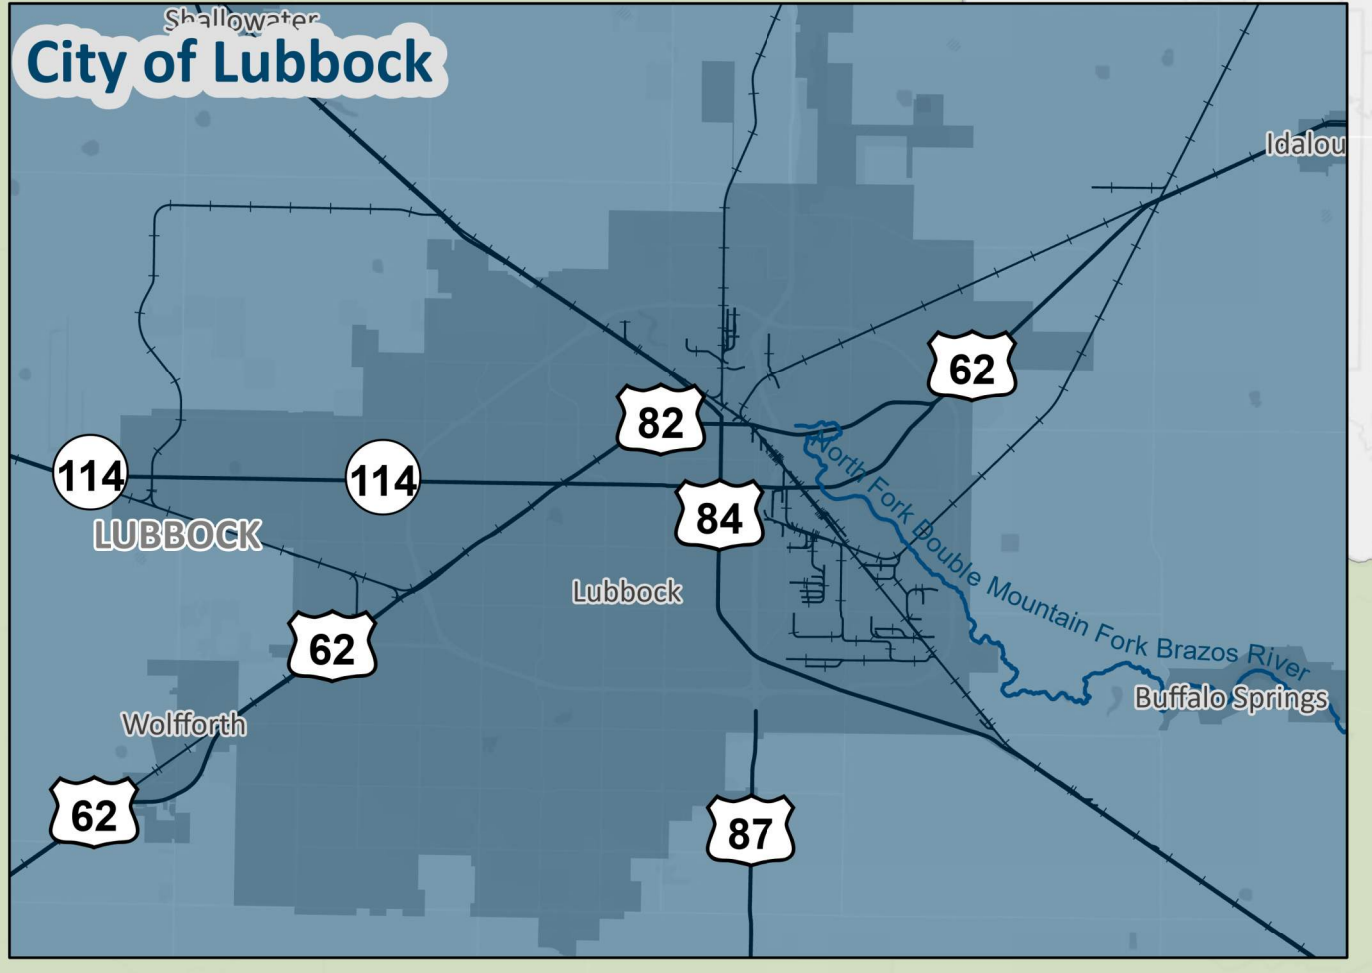 Shallowater
City of Lubbock
Idalou
62
82
114
114
84
LUBBOCK
North Fork Double Mountain Fork Brazos River
Lubbock
62
Buffalo Springs
Wolfforth
62
87